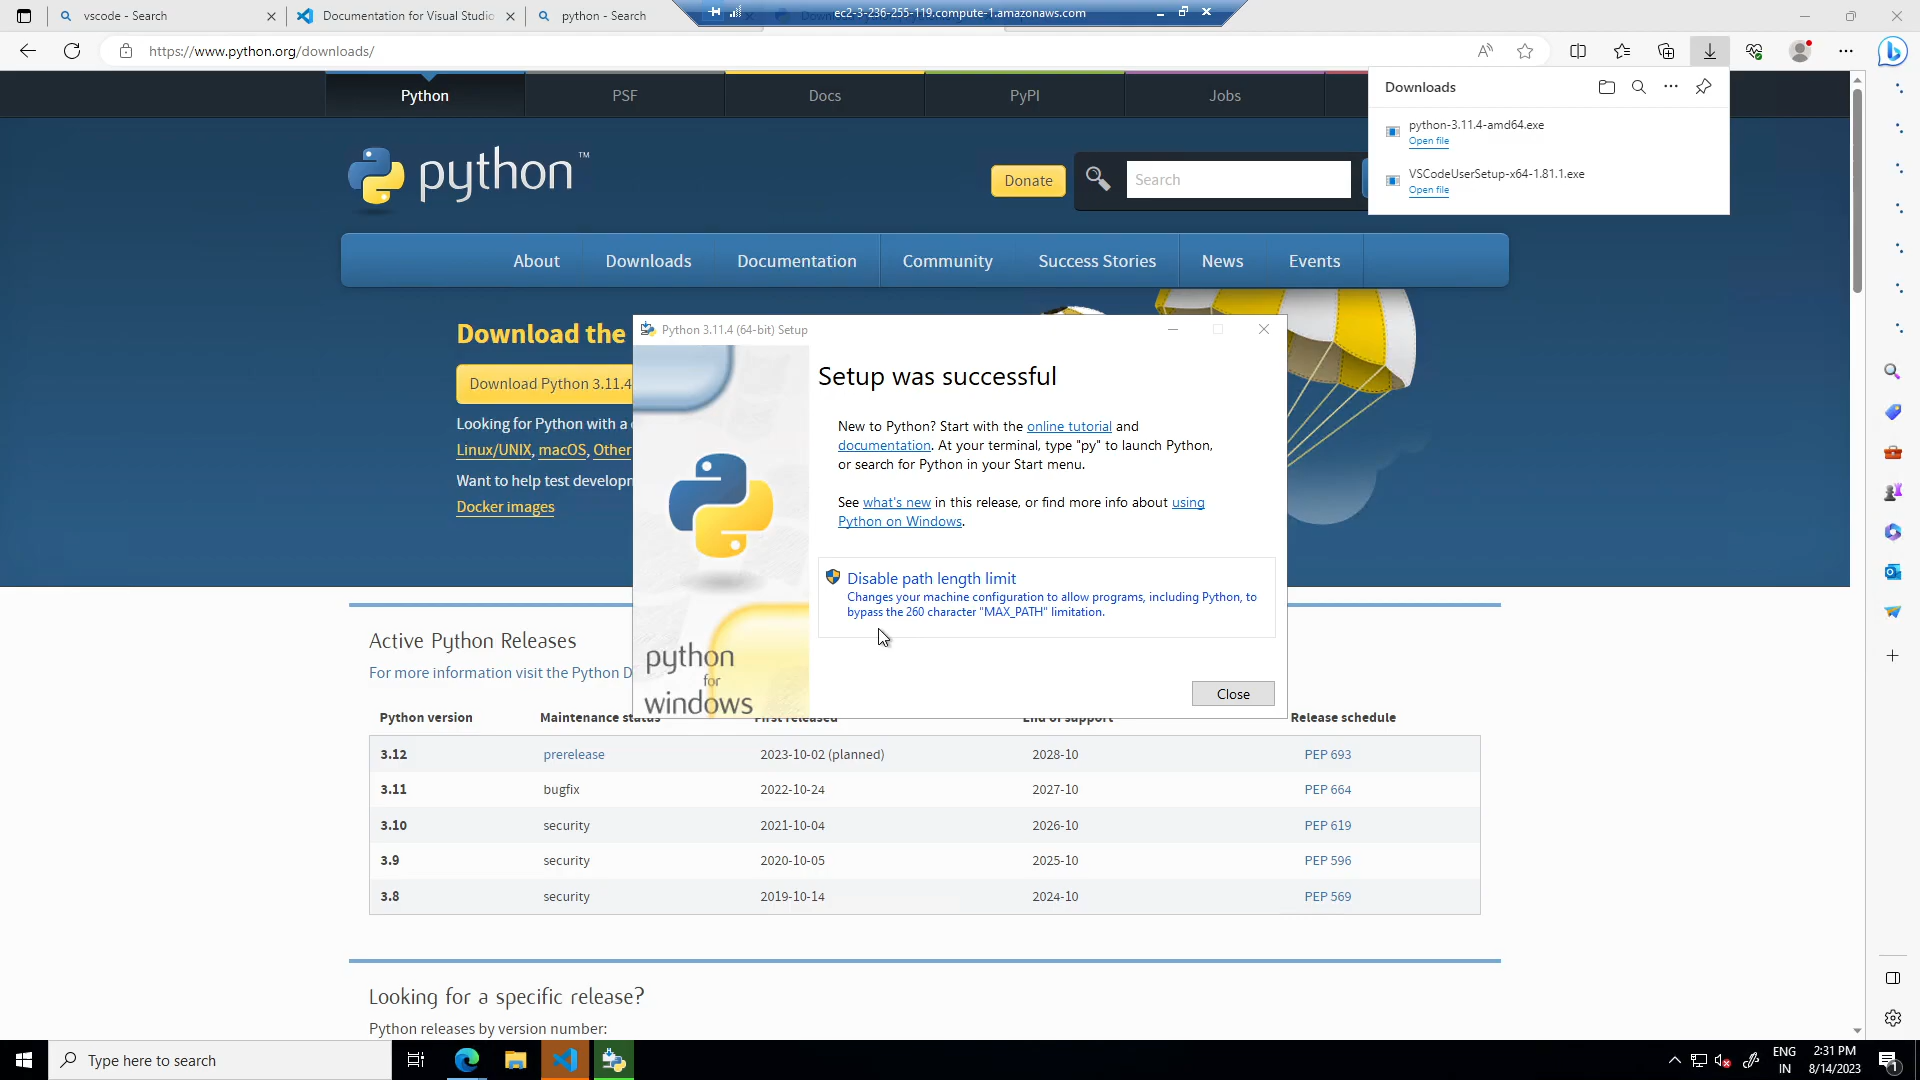 vscode - Search
Documentation for Visual Studio
python - Search
ec2-3-236-255-119.compute-1.amazonaws.com
https://www.python.org/downloads/
Python
PSF
Docs
PyPI
Jobs
Downloads
python-3.11.4-amd64.exe
Open file
VSCodeUserSetup-x64-1.81.1.exe
Open file
python™
Donate
Search
About
Downloads
Documentation
Community
Success Stories
News
Events
Download the
Download Python 3.11.4
Looking for Python with a
Linux/UNIX, macOS, Other
Want to help test develop
Docker images
Python 3.11.4 (64-bit) Setup
Setup was successful
New to Python? Start with the online tutorial and
documentation. At your terminal, type "py" to launch Python,
or search for Python in your Start menu.
See what's new in this release, or find more info about using
Python on Windows.
Disable path length limit
Changes your machine configuration to allow programs, including Python, to
bypass the 260 character "MAX_PATH" limitation.
python
for
windows
Close
Active Python Releases
For more information visit the Python D
Python version Maintenance status First released End of support Release schedule
3.12 prerelease 2023-10-02 (planned) 2028-10 PEP 693
3.11 bugfix 2022-10-24 2027-10 PEP 664
3.10 security 2021-10-04 2026-10 PEP 619
3.9 security 2020-10-05 2025-10 PEP 596
3.8 security 2019-10-14 2024-10 PEP 569
Looking for a specific release?
Python releases by version number:
Type here to search
ENG
IN
2:31 PM
8/14/2023
1